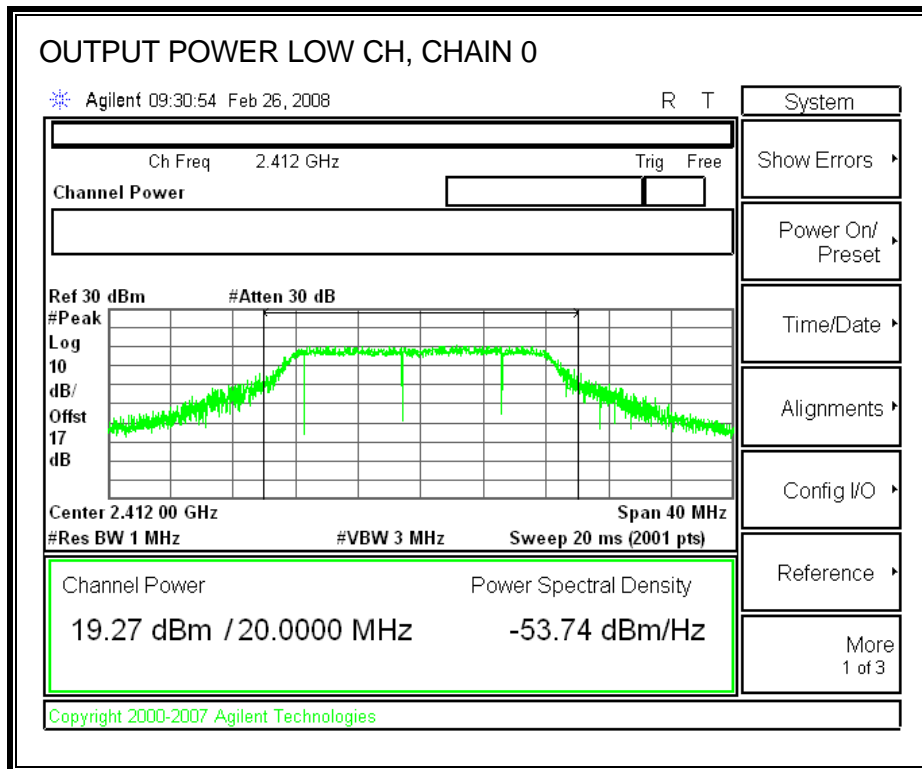 OUTPUT POWER LOW CH, CHAIN 0
Agilent 09:30:54 Feb 26, 2008 R T
System
Ch Freq 2.412 GHz Trig Free
Show Errors
Channel Power
Power On/
Preset
Ref 30 dBm #Atten 30 dB
#Peak
Log
10
dB/
Offst
17
dB
Time/Date
Alignments
Config I/O
Center 2.412 00 GHz Span 40 MHz
#Res BW 1 MHz #VBW 3 MHz Sweep 20 ms (2001 pts)
Channel Power Power Spectral Density
19.27 dBm / 20.0000 MHz -53.74 dBm/Hz
Reference
More
1 of 3
Copyright 2000-2007 Agilent Technologies